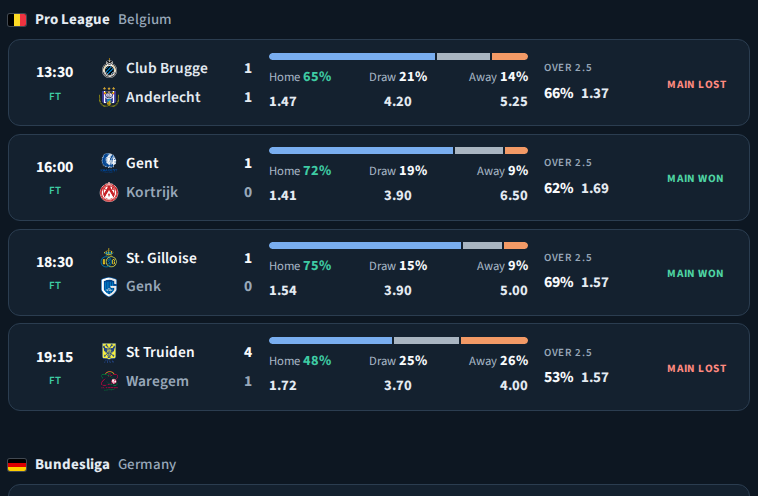 Pro League Belgium
13:30
FT
Club Brugge 1
Anderlecht 1
Home 65% Draw 21% Away 14%
1.47 4.20 5.25
OVER 2.5
66% 1.37
MAIN LOST
16:00
FT
Gent 1
Kortrijk 0
Home 72% Draw 19% Away 9%
1.41 3.90 6.50
OVER 2.5
62% 1.69
MAIN WON
18:30
FT
St. Gilloise 1
Genk 0
Home 75% Draw 15% Away 9%
1.54 3.90 5.00
OVER 2.5
69% 1.57
MAIN WON
19:15
FT
St Truiden 4
Waregem 1
Home 48% Draw 25% Away 26%
1.72 3.70 4.00
OVER 2.5
53% 1.57
MAIN LOST
Bundesliga Germany